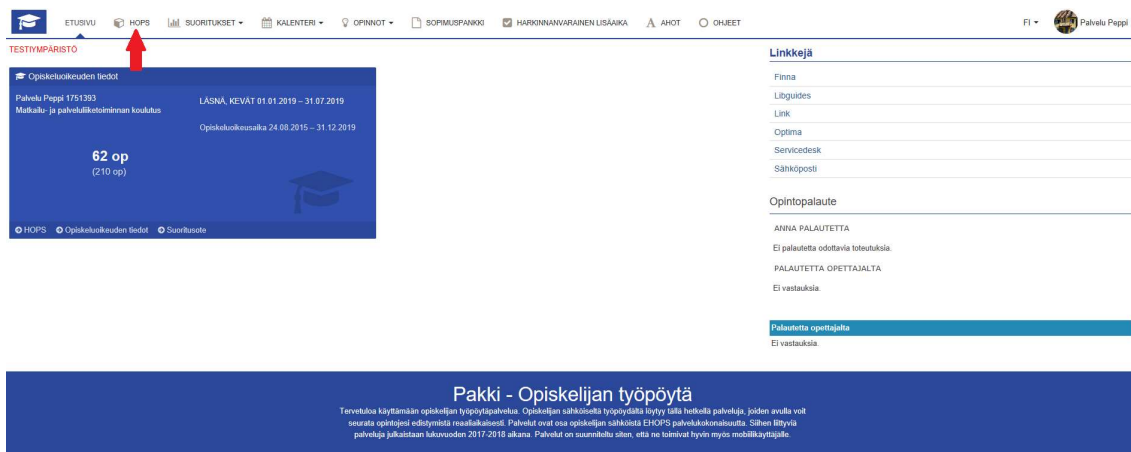 ETUSIVU HOPS SUORITUKSET KALENTERI OPINNOT SOPIMUSPANKKI HARKINNANVARAINEN LISÄAIKA AHOT OHJEET FI Palvelu Peppi
TESTIYMPÄRISTÖ
Opiskeluoikeuden tiedot
Palvelu Peppi 1751393
Matkailu- ja palveluliiketoiminnan koulutus
LÄSNÄ, KEVÄT 01.01.2019 – 31.07.2019
Opiskeluoikeusaika 24.08.2015 – 31.12.2019
62 op
(210 op)
HOPS Opiskeluoikeuden tiedot Suoritusote
Linkkejä
Finna
Libguides
Link
Optima
Servicedesk
Sähköposti
Opintopalaute
ANNA PALAUTETTA
Ei palautetta odottavia toteutuksia.
PALAUTETTA OPETTAJALTA
Ei vastauksia.
Palautetta opettajalta
Ei vastauksia.
Pakki - Opiskelijan työpöytä
Tervetuloa käyttämään opiskelijan työpöytäpalvelua. Opiskelijan sähköiseltä työpöydältä löytyy tällä hetkellä palveluja, joiden avulla voit
seurata opintojesi edistymistä reaaliaikaisesti. Palvelut ovat osa opiskelijan sähköistä EHOPS palvelukokonaisuutta. Siihen liittyviä
palveluja julkaistaan lukuvuoden 2017-2018 aikana. Palvelut on suunniteltu siten, että ne toimivat hyvin myös mobiilikäyttäjälle.